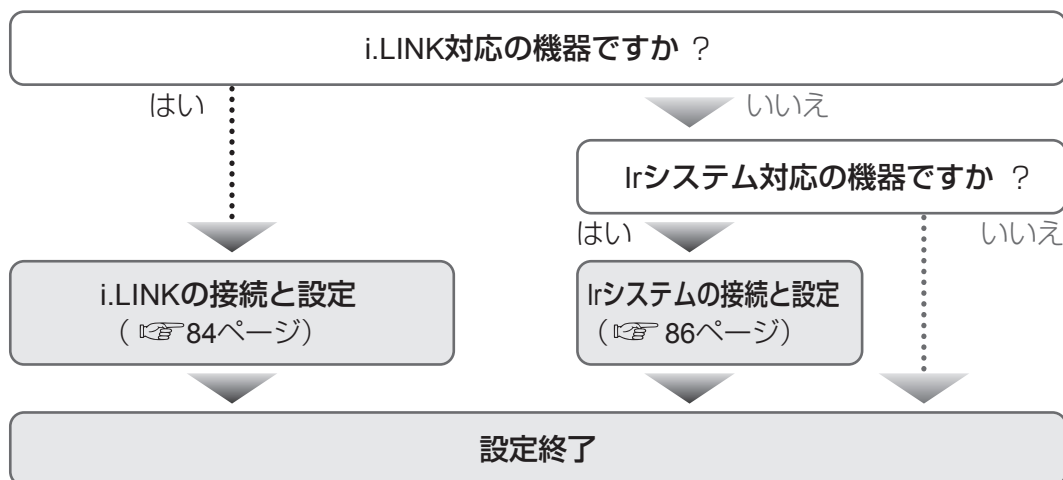 i.LINK対応の機器ですか ?
はい
いいえ
Irシステム対応の機器ですか ?
はい
いいえ
i.LINKの接続と設定
(☞84ページ)
Irシステムの接続と設定
(☞86ページ)
設定終了